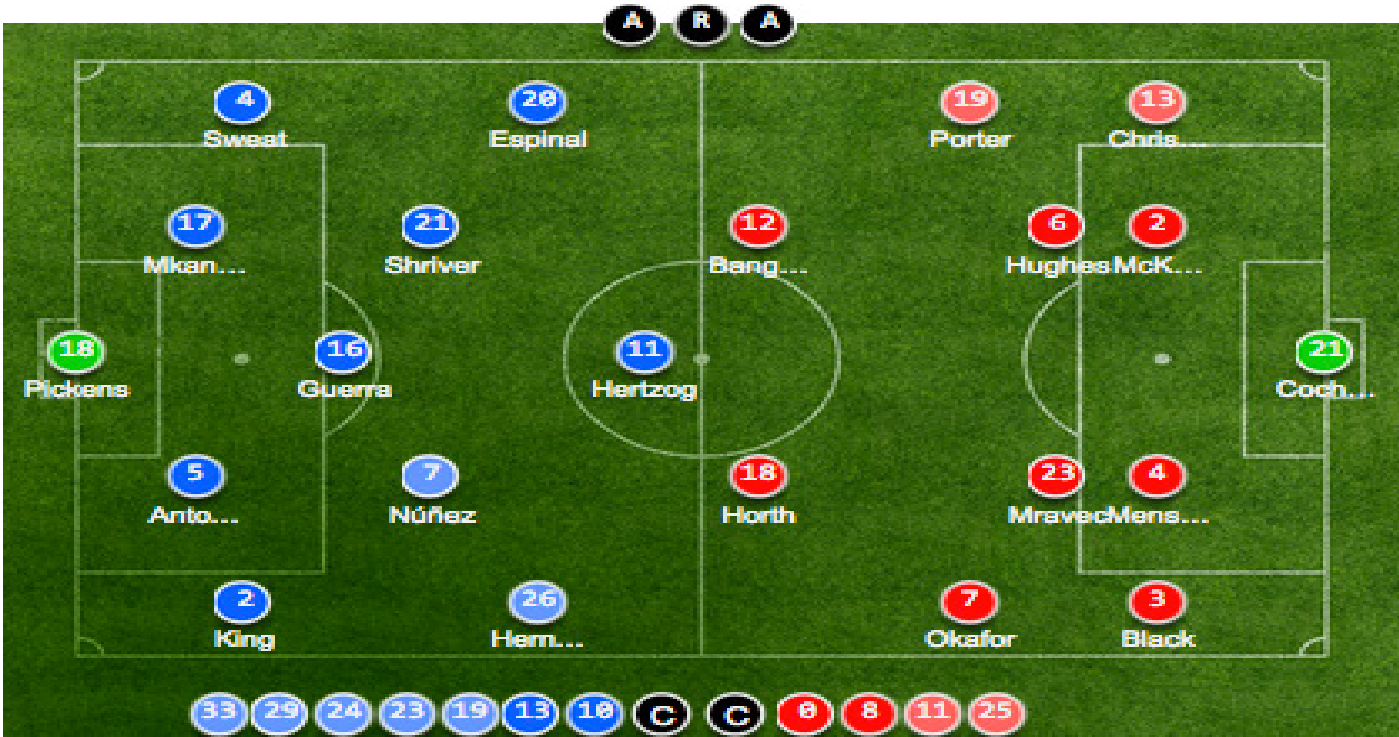 A R A
4 20 19 13
Sweat Espinal Porter Chris...
17 21 12 6 2
Mkan... Shriver Bang... Hughes McK...
18 16 11 21
Pickens Guerra Hertzog Coch...
5 7 18 23 4
Anto... Núñez Horth Mravec Mens...
2 26 7 3
King Hern... Okafor Black
33 29 24 23 19 13 10 C C 0 8 11 25